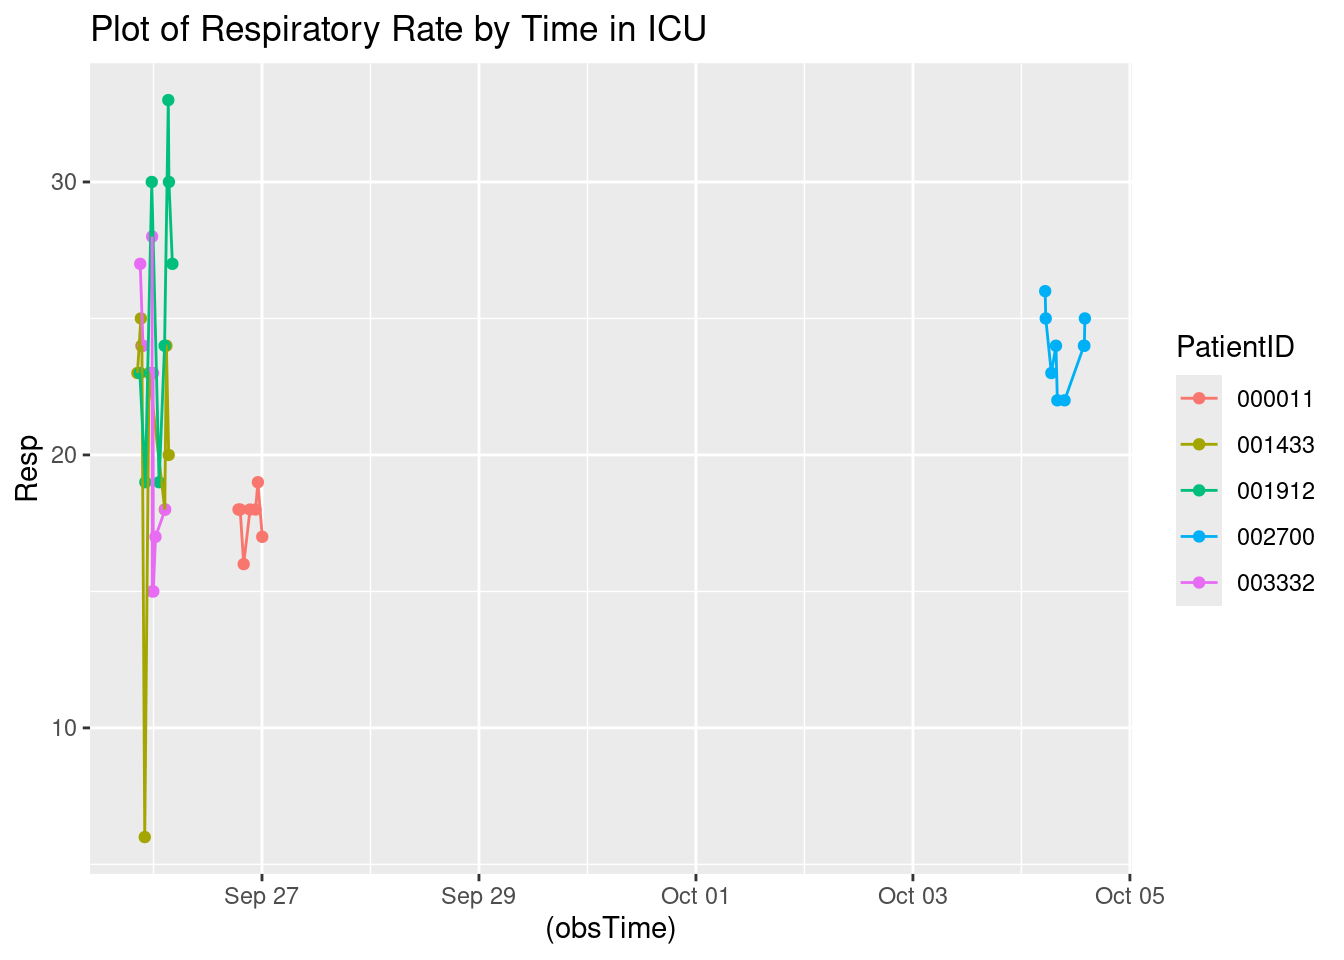 Plot of Respiratory Rate by Time in ICU
30
20
10
Resp
Sep 27
Sep 29
Oct 01
Oct 03
Oct 05
(obsTime)
PatientID
000011
001433
001912
002700
003332